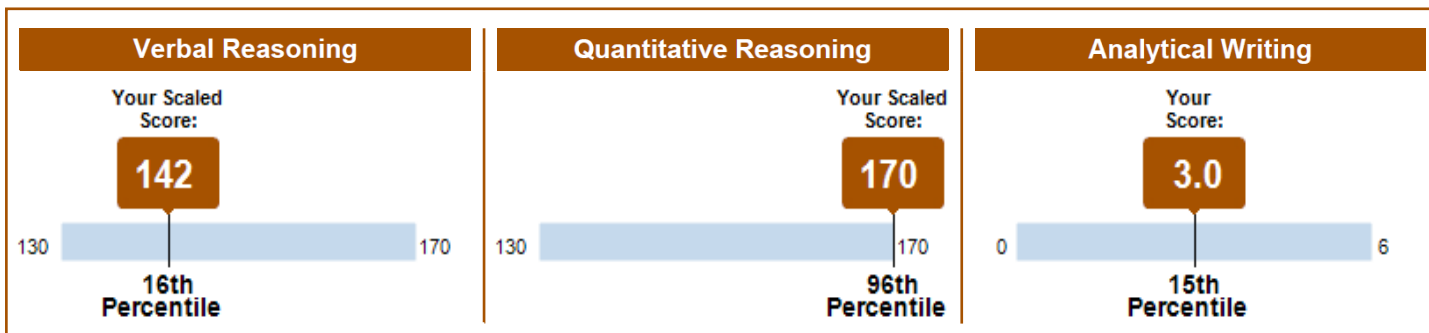 Verbal Reasoning
Your Scaled
Score:
142
130
170
16th
Percentile
Quantitative Reasoning
Your Scaled
Score:
170
130
170
96th
Percentile
Analytical Writing
Your
Score:
3.0
0
6
15th
Percentile